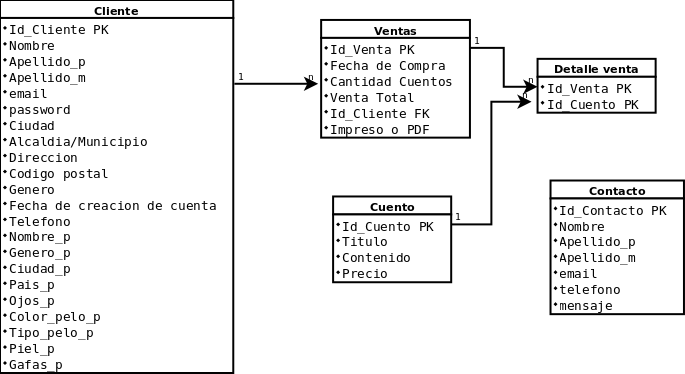 Cliente
Id_Cliente PK
Nombre
Apellido_p
Apellido_m
email
password
Ciudad
Alcaldia/Municipio
Direccion
Codigo postal
Genero
Fecha de creacion de cuenta
Telefono
Nombre_p
Genero_p
Ciudad_p
Pais_p
Ojos_p
Color_pelo_p
Tipo_pelo_p
Piel_p
Gafas_p
1
n
Ventas
Id_Venta PK
Fecha de Compra
Cantidad Cuentos
Venta Total
Id_Cliente FK
Impreso o PDF
1
n
Detalle venta
Id_Venta PK
Id_Cuento PK
n
Cuento
Id_Cuento PK
Titulo
Contenido
Precio
1
Contacto
Id_Contacto PK
Nombre
Apellido_p
Apellido_m
email
telefono
mensaje